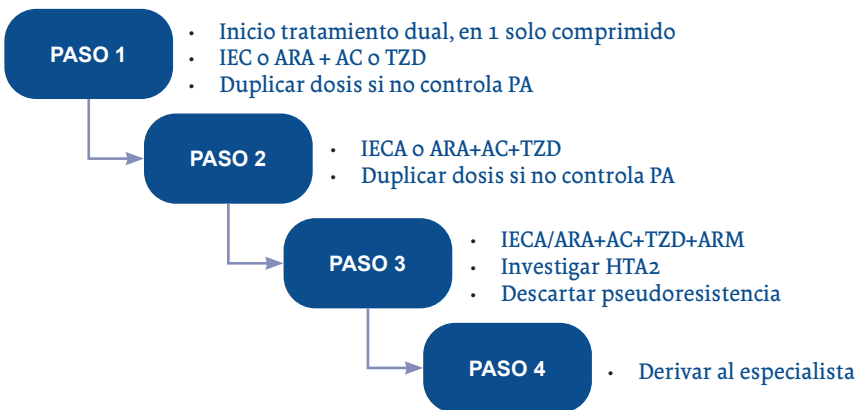 PASO 1
• Inicio tratamiento dual, en 1 solo comprimido
• IEC o ARA + AC o TZD
• Duplicar dosis si no controla PA
PASO 2
• IECA o ARA+AC+TZD
• Duplicar dosis si no controla PA
PASO 3
• IECA/ARA+AC+TZD+ARM
• Investigar HTA2
• Descartar pseudoresistencia
PASO 4
• Derivar al especialista